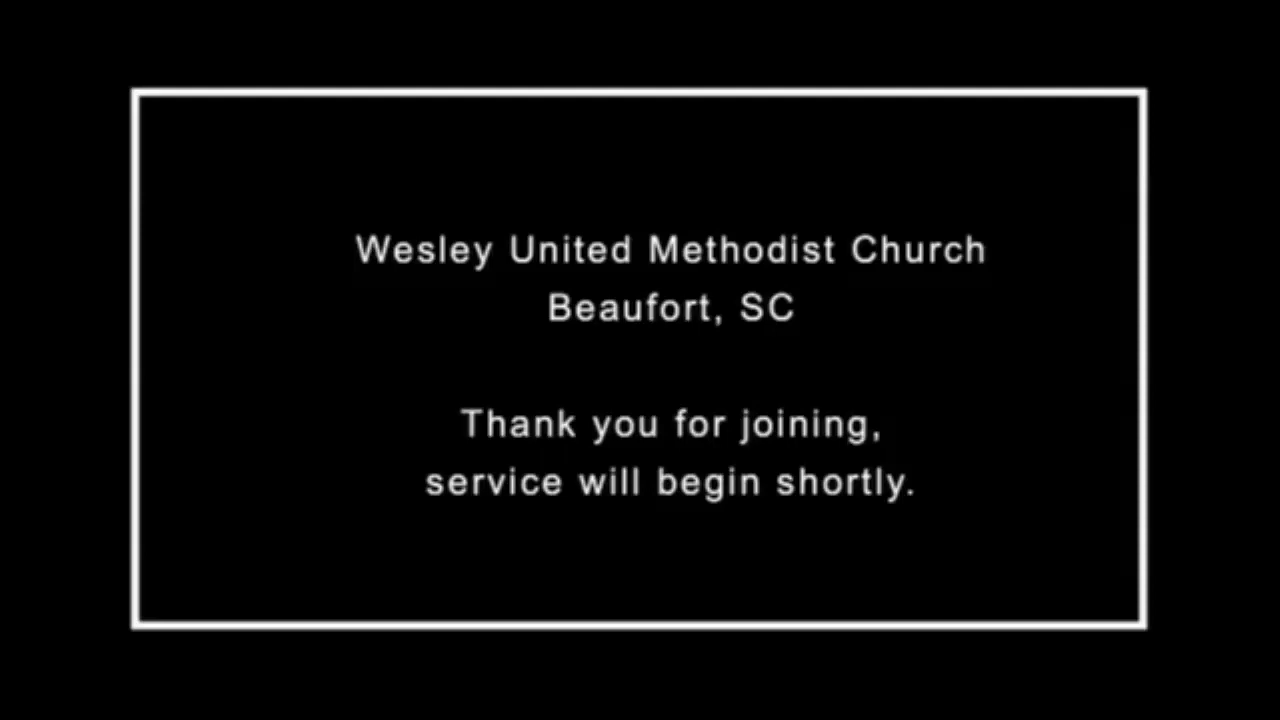 Wesley United Methodist Church
Beaufort, SC
Thank you for joining,
service will begin shortly.